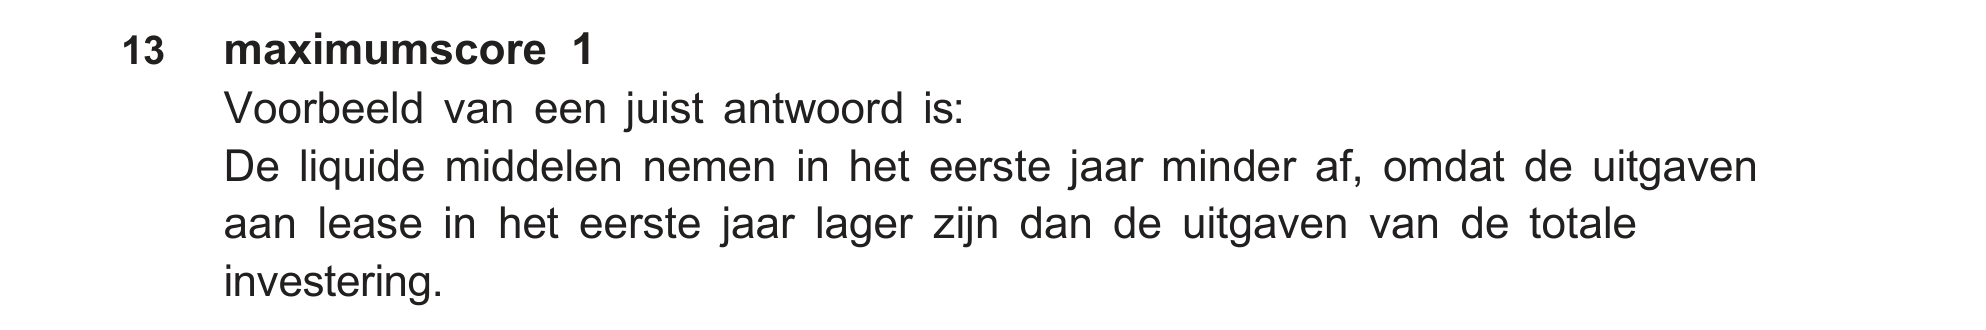 13 maximumscore 1
Voorbeeld van een juist antwoord is:
De liquide middelen nemen in het eerste jaar minder af, omdat de uitgaven
aan lease in het eerste jaar lager zijn dan de uitgaven van de totale
investering.